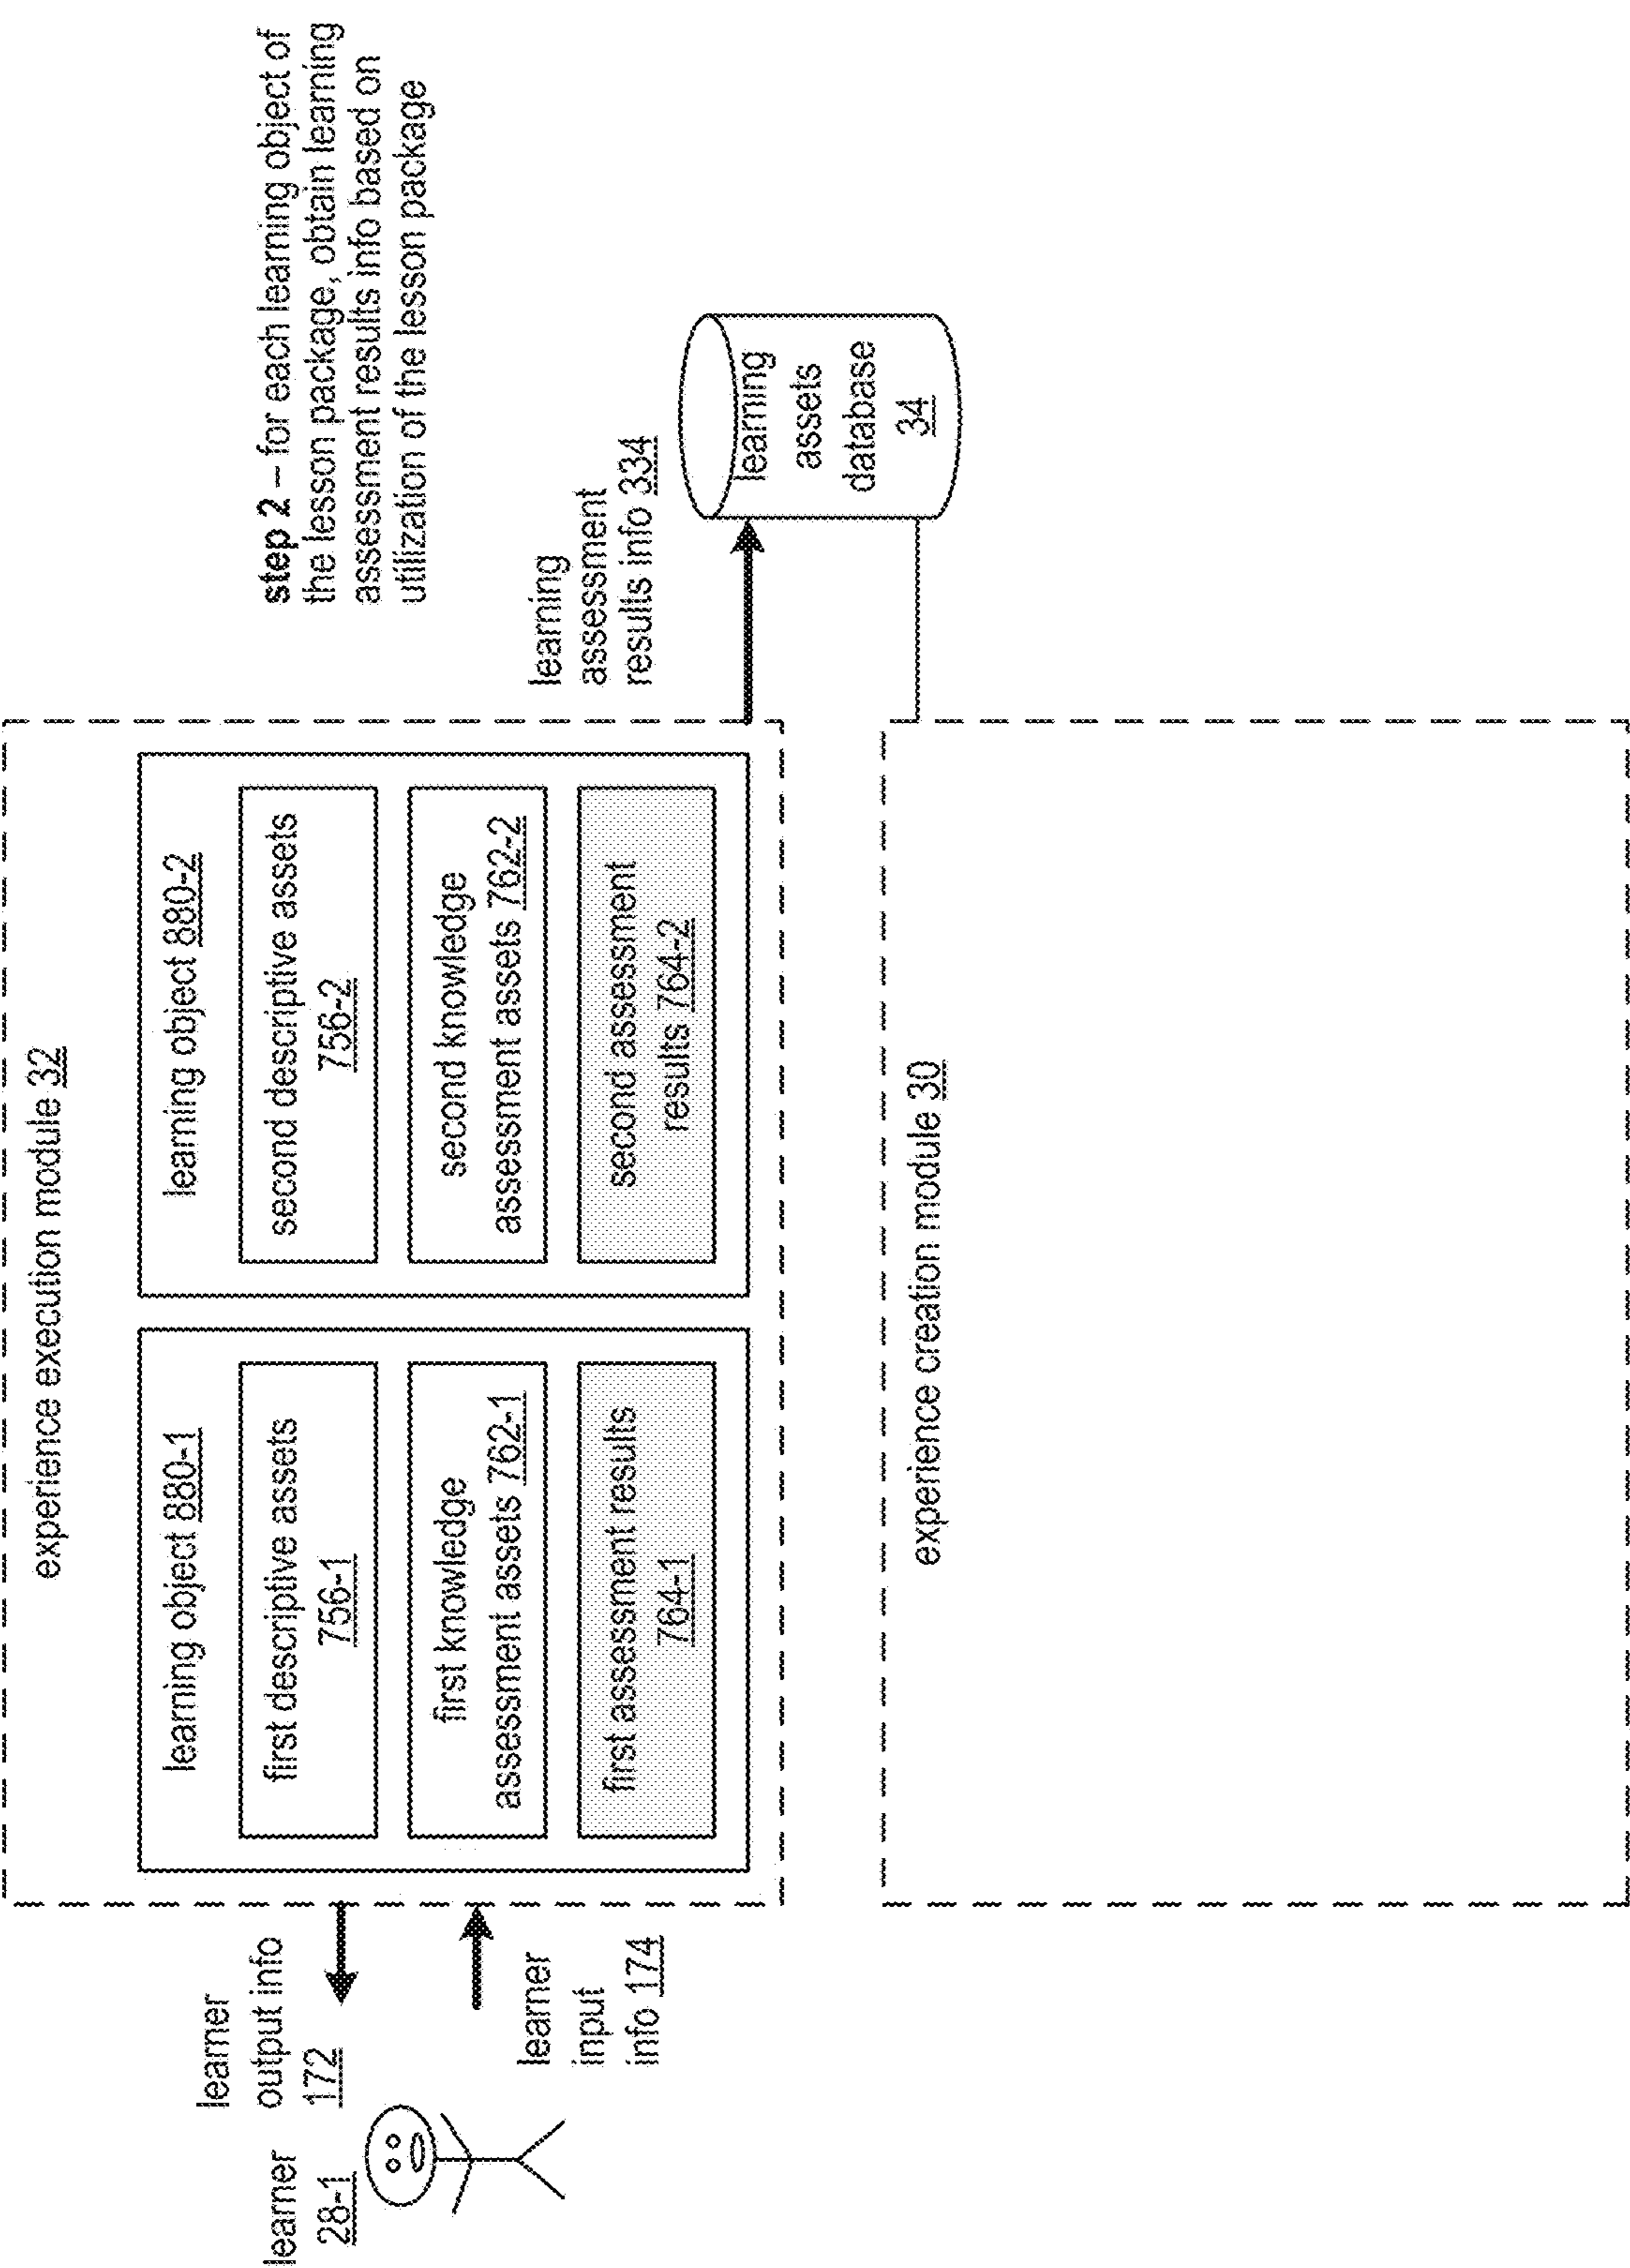 step 2 – for each learning object of
the lesson package, obtain learning
assessment results info based on
utilization of the lesson package
experience execution module 32
learner
28-1
learner
output info
172
learner
input
info 174
learning object 880-1
first descriptive assets
756-1
first knowledge
assessment assets 762-1
first assessment results
764-1
learning object 880-2
second descriptive assets
756-2
second knowledge
assessment assets 762-2
second assessment
results 764-2
learning
assessment
results info 334
learning
assets
database
34
experience creation module 30